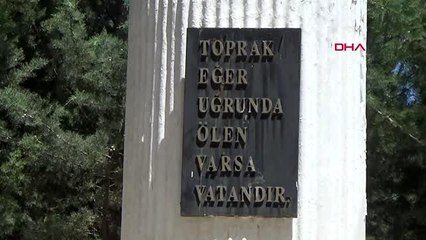 DHA
TOPRAK
EĞER
UĞRUNDA
ÖLEN
VARSA
VATANDIR,